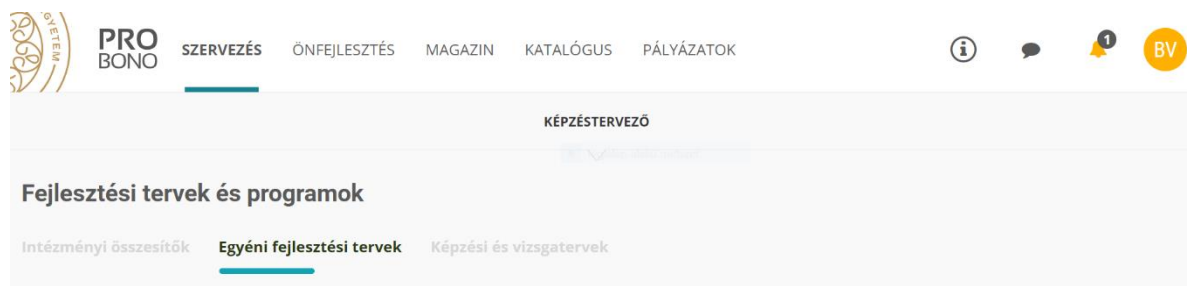 EGYETEM
PRO BONO
SZERVEZÉS ÖNFEJLESZTÉS MAGAZIN KATALÓGUS PÁLYÁZATOK 1 BV
KÉPZÉSTERVEZŐ
Fejlesztési tervek és programok
Intézményi összesítők Egyéni fejlesztési tervek Képzési és vizsgatervek